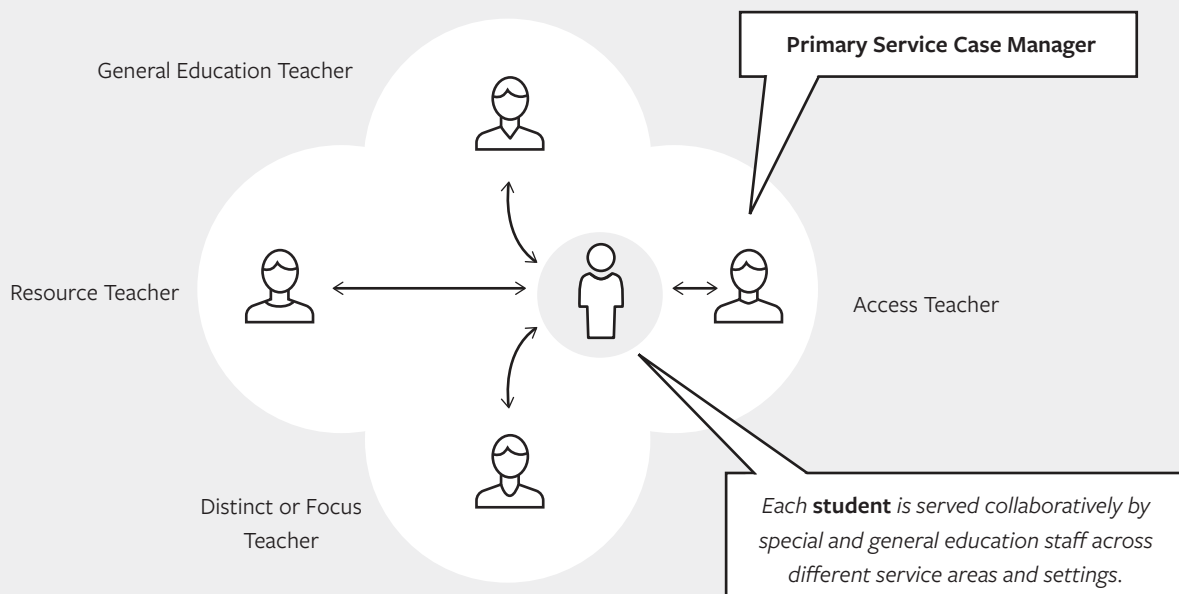 General Education Teacher
Primary Service Case Manager
Resource Teacher
Access Teacher
Distinct or Focus
Teacher
Each student is served collaboratively by
special and general education staff across
different service areas and settings.